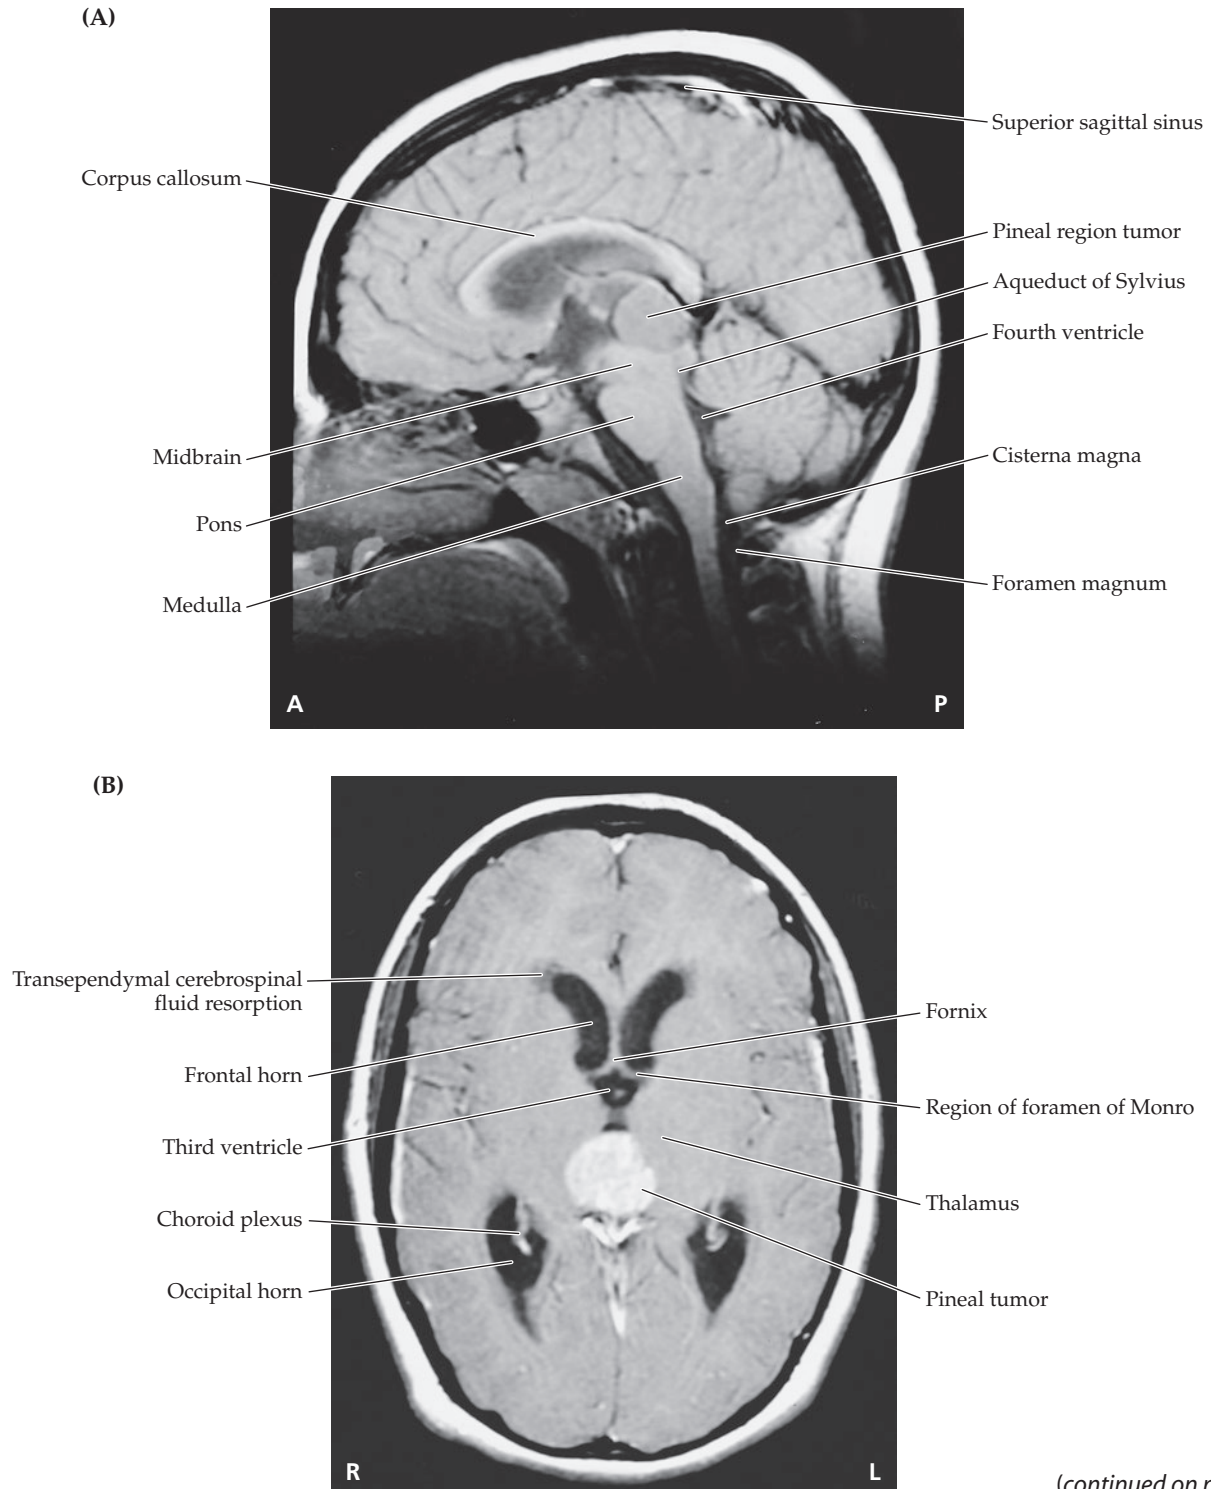 (A)
Superior sagittal sinus
Corpus callosum
Pineal region tumor
Aqueduct of Sylvius
Fourth ventricle
Midbrain
Cisterna magna
Pons
Foramen magnum
Medulla
A
P
(B)
Transependymal cerebrospinal
fluid resorption
Fornix
Frontal horn
Region of foramen of Monro
Third ventricle
Thalamus
Choroid plexus
Occipital horn
Pineal tumor
R
L
(continued on